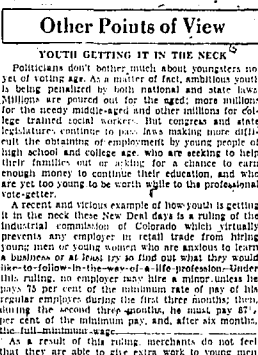 Other Points of View
YOUTH GETTING IT IN THE NECK
Politicians don't bother much about youngsters not
yet of voting age. As a matter of fact, ambitious youth
is being penalized by both national and state laws.
Millions are poured out for the aged; more millions
for the needy middle-aged and other millions for col-
lege trained social workers. But congress and state
legislatures continue to pass laws making more diffi-
cult the obtaining of employment by young people of
high school and college age, who are seeking to help
their families out or asking for a chance to earn
enough money to continue their education, and who
are yet too young to be worth while to the professional
vote-getter.
A recent and vicious example of how youth is getting
it in the neck these New Deal days is a ruling of the
industrial commission of Colorado which virtually
prevents any employer in retail trade from hiring
young men or young women who are anxious to learn
a business or at least try to find out what they would
like to follow in the way of a life profession. Under
this ruling, no employer may hire a minor unless he
pays 75 per cent of the minimum rate of pay of his
regular employes during the first three months; then,
during the second three months, he must pay 87½
per cent of the minimum pay, and, after six months,
the full minimum wage.
As a result of this ruling, merchants do not feel
that they are able to give extra work to young men